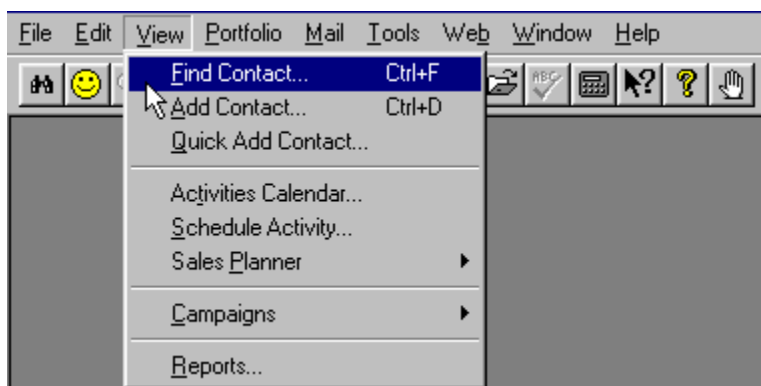 File Edit View Portfolio Mail Tools Web Window Help
Find Contact... Ctrl+F
ABC
Add Contact... Ctrl+D
Quick Add Contact...
Activities Calendar...
Schedule Activity...
Sales Planner
Campaigns
Reports...